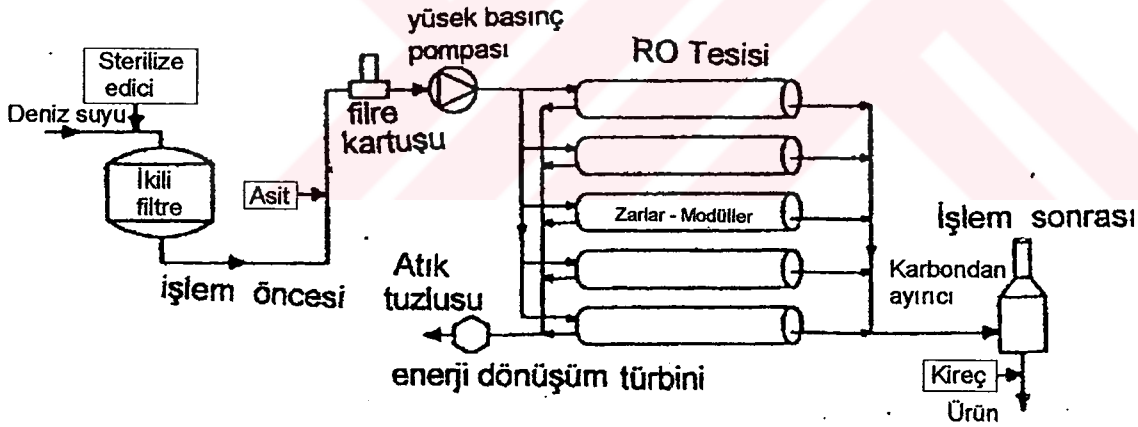 yüsek basınç
pompası
RO Tesisi
Sterilize
edici
Deniz suyu
filre
kartuşu
İkili
filtre
Asit
Zarlar - Modüller
işlem öncesi
Atık
tuzlusu
enerji dönüşüm türbini
İşlem sonrası
Karbondan
ayırıcı
Kireç
Ürün